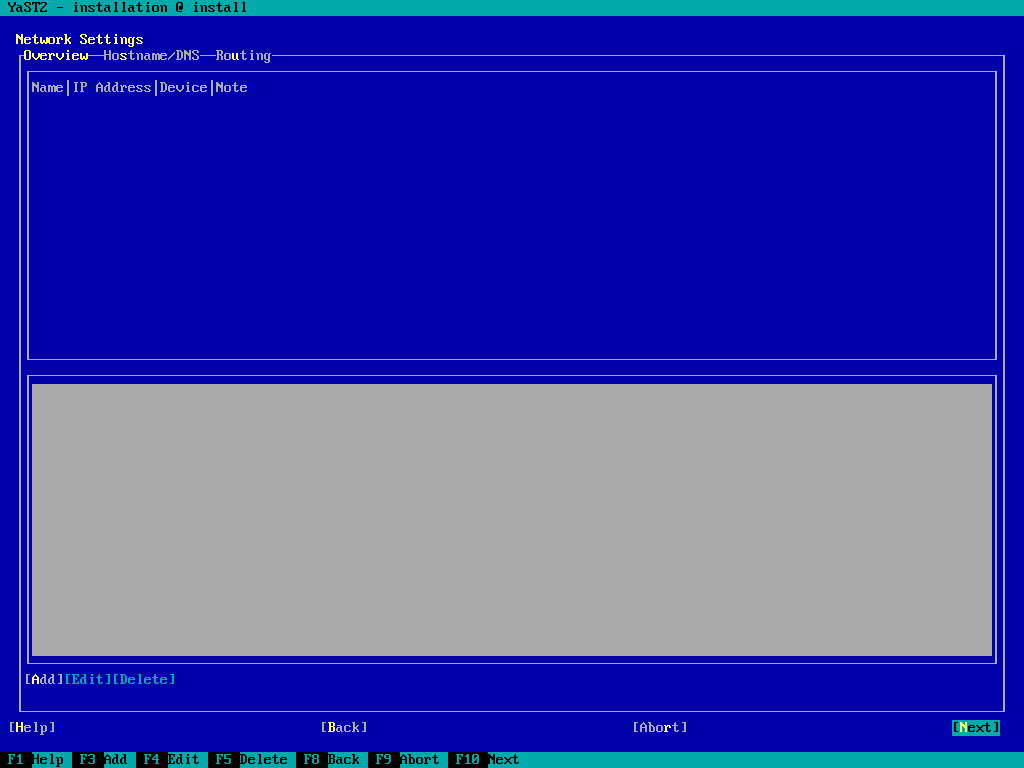 YaST2 - installation @ install
Network Settings
Overview—Hostname/DNS—Routing
Name|IP Address|Device|Note
[Add][Edit][Delete]
[Help] [Back] [Abort] [Next]
F1 Help F3 Add F4 Edit F5 Delete F8 Back F9 Abort F10 Next